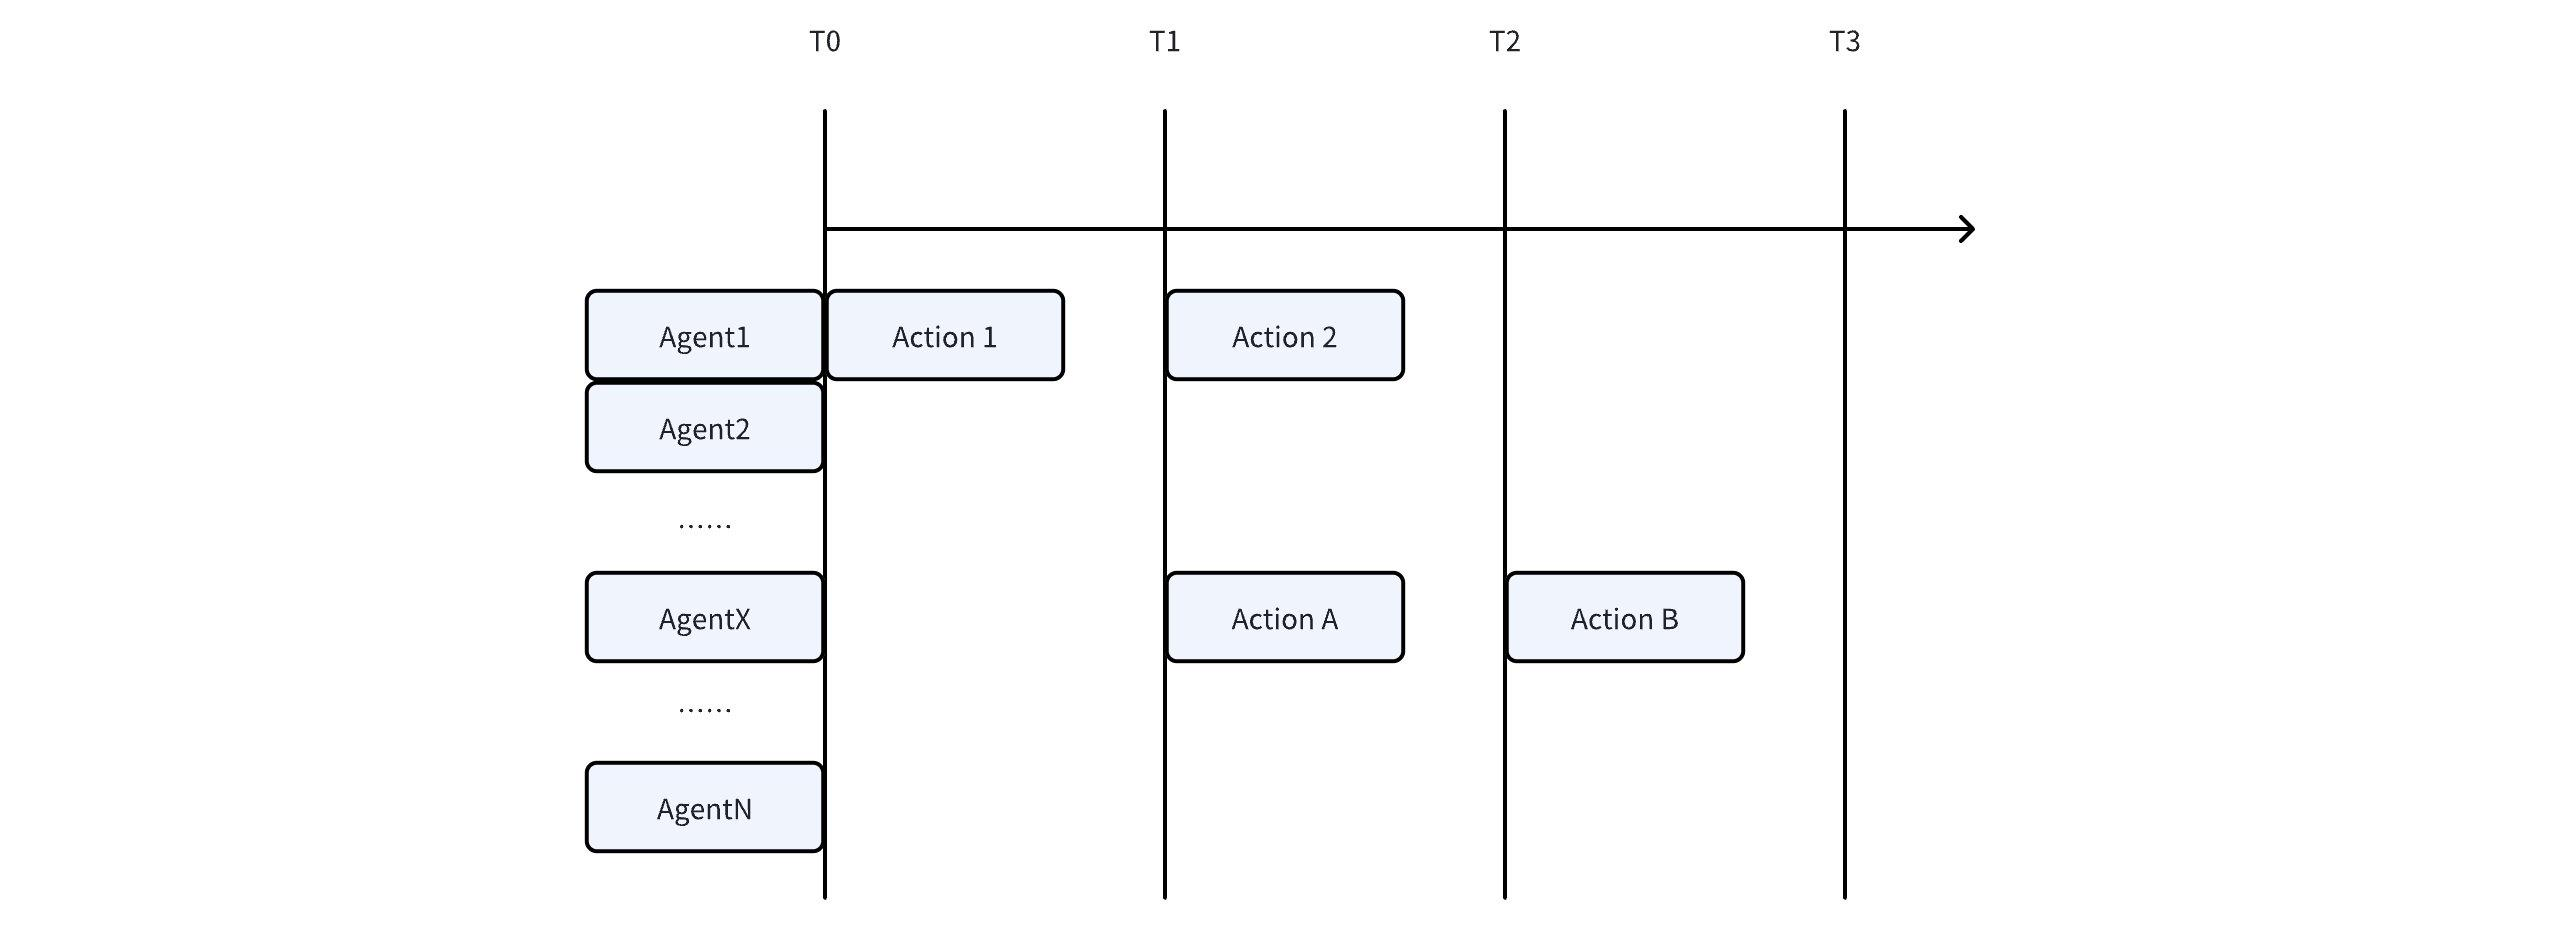 T0 T1 T2 T3
Agent1 Action 1 Action 2
Agent2
......
AgentX Action A Action B
......
AgentN